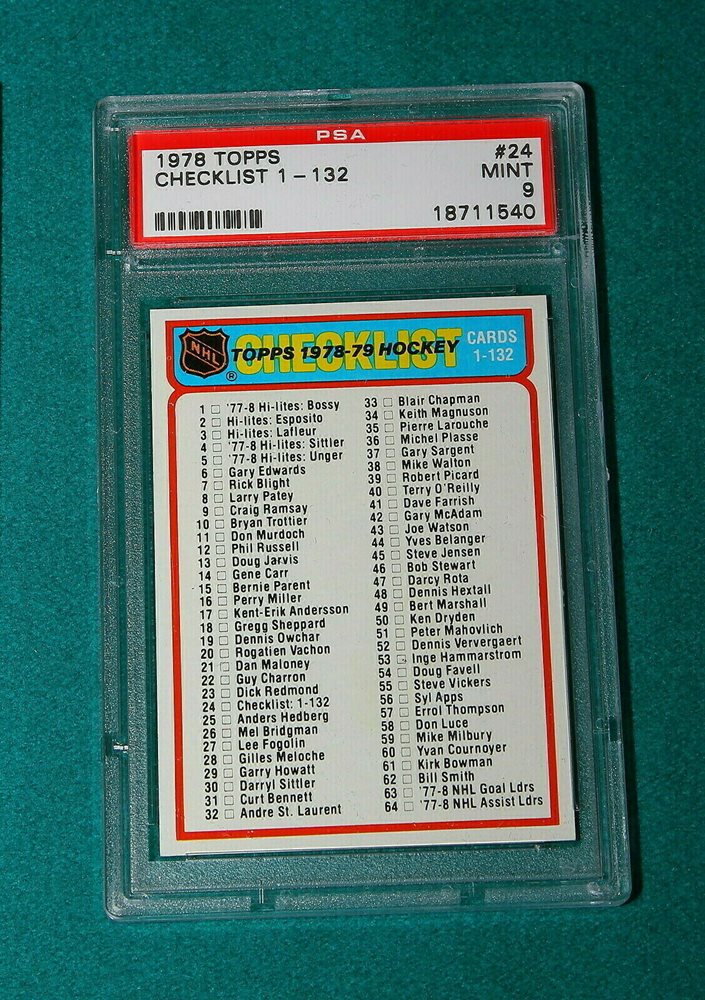 PSA
1978 TOPPS #24
CHECKLIST 1-132 MINT
9
18711540
NHL
®
CHECKLIST
TOPPS 1978-79 HOCKEY
CARDS
1-132
1 '77-8 Hi-lites: Bossy
2 Hi-lites: Esposito
3 Hi-lites: Lafleur
4 '77-8 Hi-lites: Sittler
5 '77-8 Hi-lites: Unger
6 Gary Edwards
7 Rick Blight
8 Larry Patey
9 Craig Ramsay
10 Bryan Trottier
11 Don Murdoch
12 Phil Russell
13 Doug Jarvis
14 Gene Carr
15 Bernie Parent
16 Perry Miller
17 Kent-Erik Andersson
18 Gregg Sheppard
19 Dennis Owchar
20 Rogatien Vachon
21 Dan Maloney
22 Guy Charron
23 Dick Redmond
24 Checklist: 1-132
25 Anders Hedberg
26 Mel Bridgman
27 Lee Fogolin
28 Gilles Meloche
29 Garry Howatt
30 Darryl Sittler
31 Curt Bennett
32 Andre St. Laurent
33 Blair Chapman
34 Keith Magnuson
35 Pierre Larouche
36 Michel Plasse
37 Gary Sargent
38 Mike Walton
39 Robert Picard
40 Terry O'Reilly
41 Dave Farrish
42 Gary McAdam
43 Joe Watson
44 Yves Belanger
45 Steve Jensen
46 Bob Stewart
47 Darcy Rota
48 Dennis Hextall
49 Bert Marshall
50 Ken Dryden
51 Peter Mahovlich
52 Dennis Ververgaert
53 Inge Hammarstrom
54 Doug Favell
55 Steve Vickers
56 Syl Apps
57 Errol Thompson
58 Don Luce
59 Mike Milbury
60 Yvan Cournoyer
61 Kirk Bowman
62 Bill Smith
63 '77-8 NHL Goal Ldrs
64 '77-8 NHL Assist Ldrs